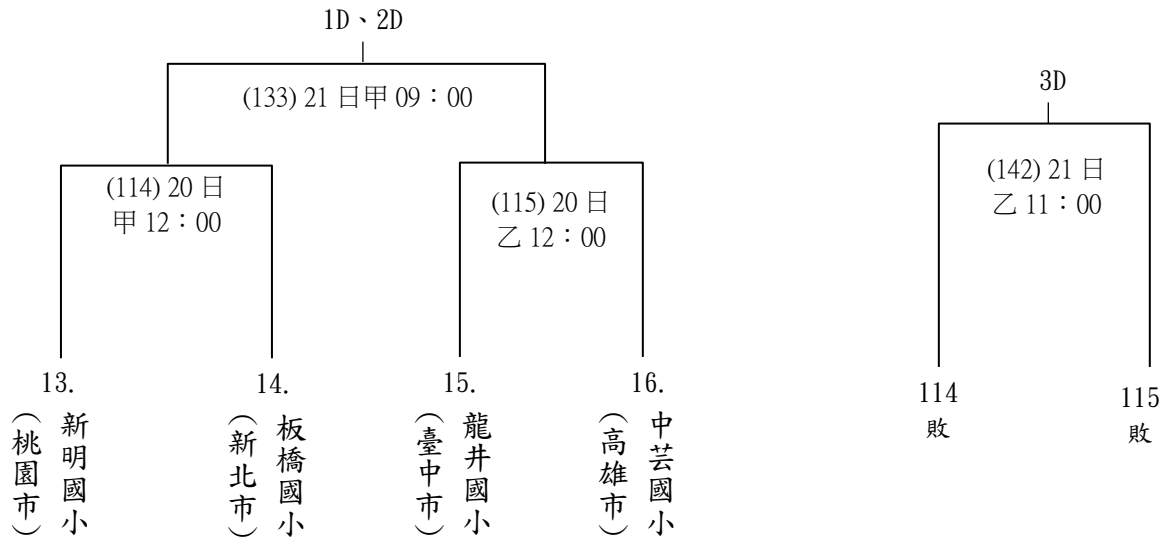 1D、2D
(133) 21 日甲 09：00
(114) 20 日
甲 12：00
(115) 20 日
乙 12：00
13.
新明國小
（桃園市）
14.
板橋國小
（新北市）
15.
龍井國小
（臺中市）
16.
中芸國小
（高雄市）
3D
(142) 21 日
乙 11：00
114
敗
115
敗